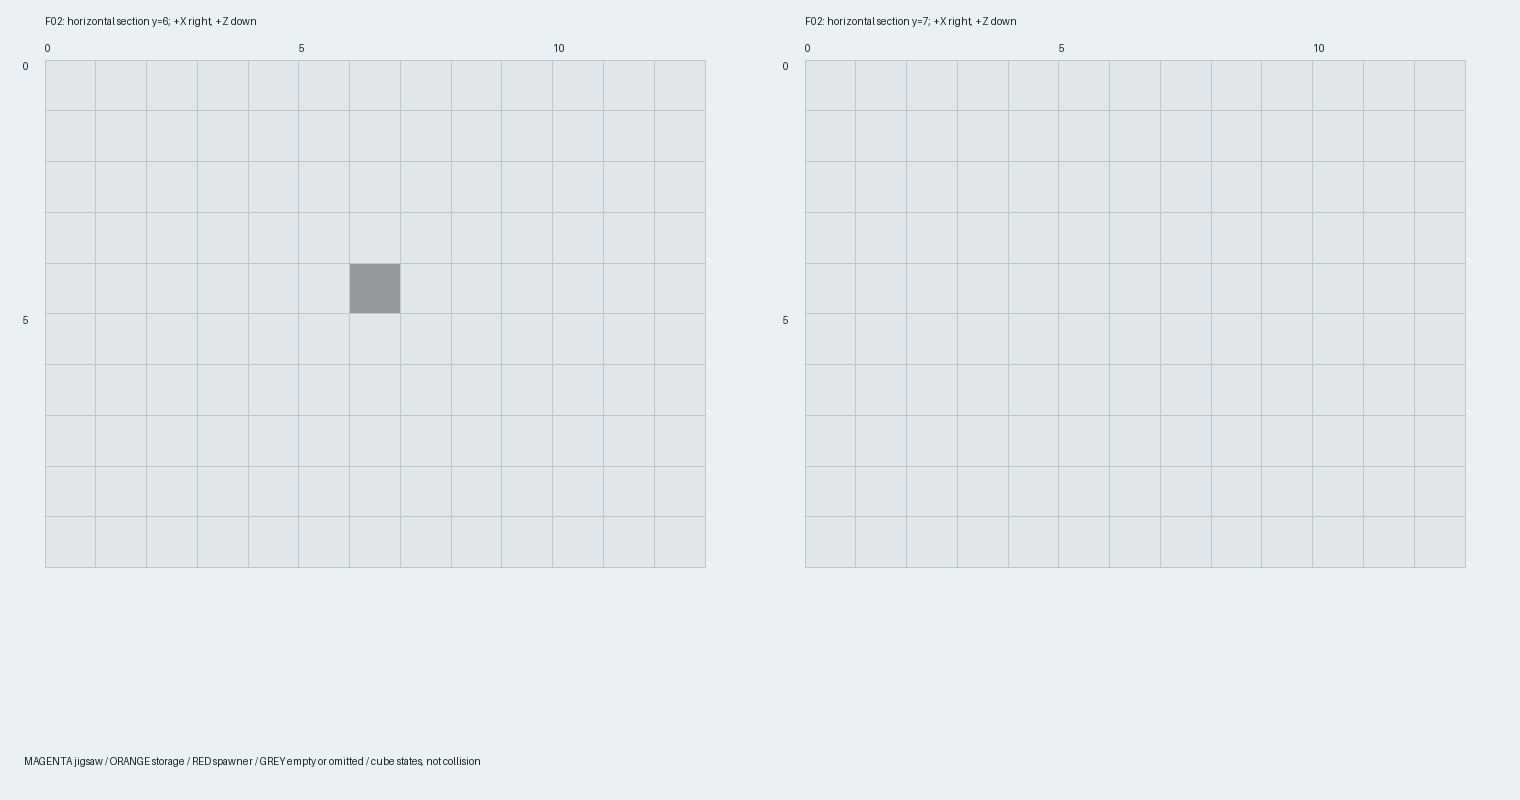 F02: horizontal section y=6; +X right, +Z down
0 5 10
0
5
F02: horizontal section y=7; +X right, +Z down
0 5 10
0
5
MAGENTA jigsaw / ORANGE storage / RED spawner / GREY empty or omitted / cube states, not collision